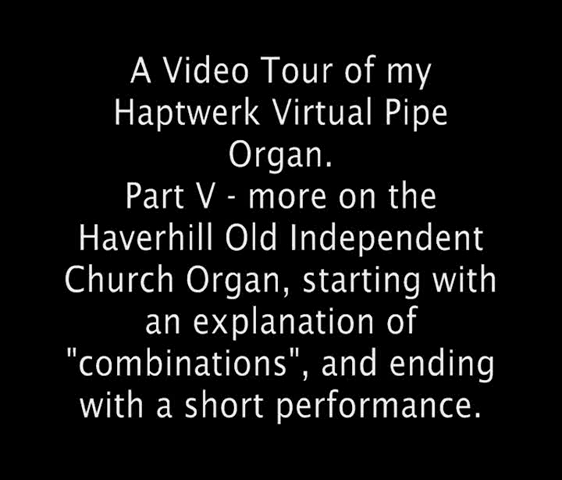 A Video Tour of my
Haptwerk Virtual Pipe
Organ.
Part V - more on the
Haverhill Old Independent
Church Organ, starting with
an explanation of
"combinations", and ending
with a short performance.